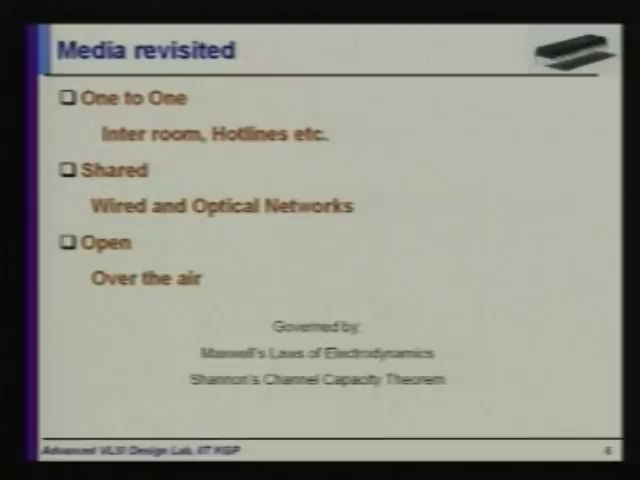 Media revisited
One to One
Inter room, Hotlines etc.
Shared
Wired and Optical Networks
Open
Over the air
Governed by:
Maxwell's Laws of Electrodynamics
Shannon's Channel Capacity Theorem
Advanced VLSI Design Lab, IIT KGP
6